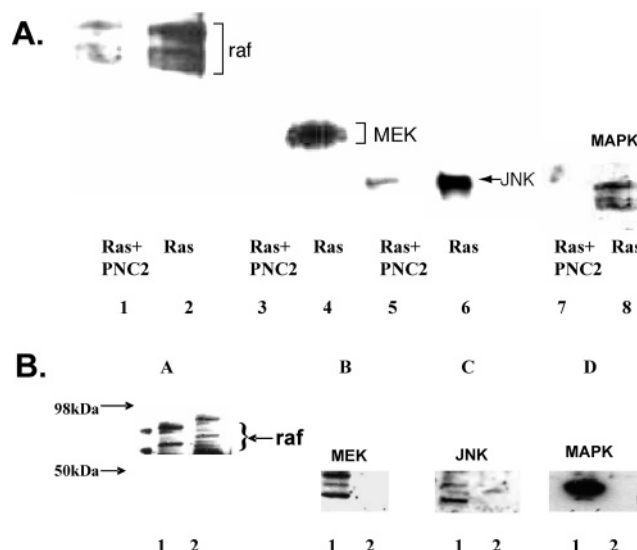 A.
raf
MEK
MAPK
JNK
Ras+ Ras Ras+ Ras Ras+ Ras Ras+ Ras
PNC2 PNC2 PNC2 PNC2
1 2 3 4 5 6 7 8
B. A B C D
98kDa
raf
MEK JNK MAPK
50kDa
1 2 1 2 1 2 1 2